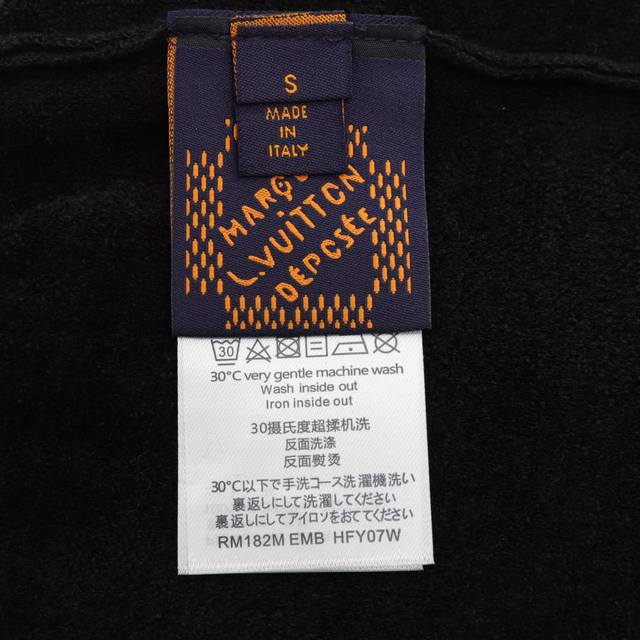 S
MADE
IN
ITALY
MARQUE
L.VUITTON
DÉPOSÉE
30
30°C very gentle machine wash
Wash inside out
Iron inside out
30摄氏度超揉机洗
反面洗涤
反面熨烫
30°C以下で手洗コース洗濯機洗い
裏返しにして洗濯してください
裏返しにしてアイロンをおててください
RM182M EMB HFY07W